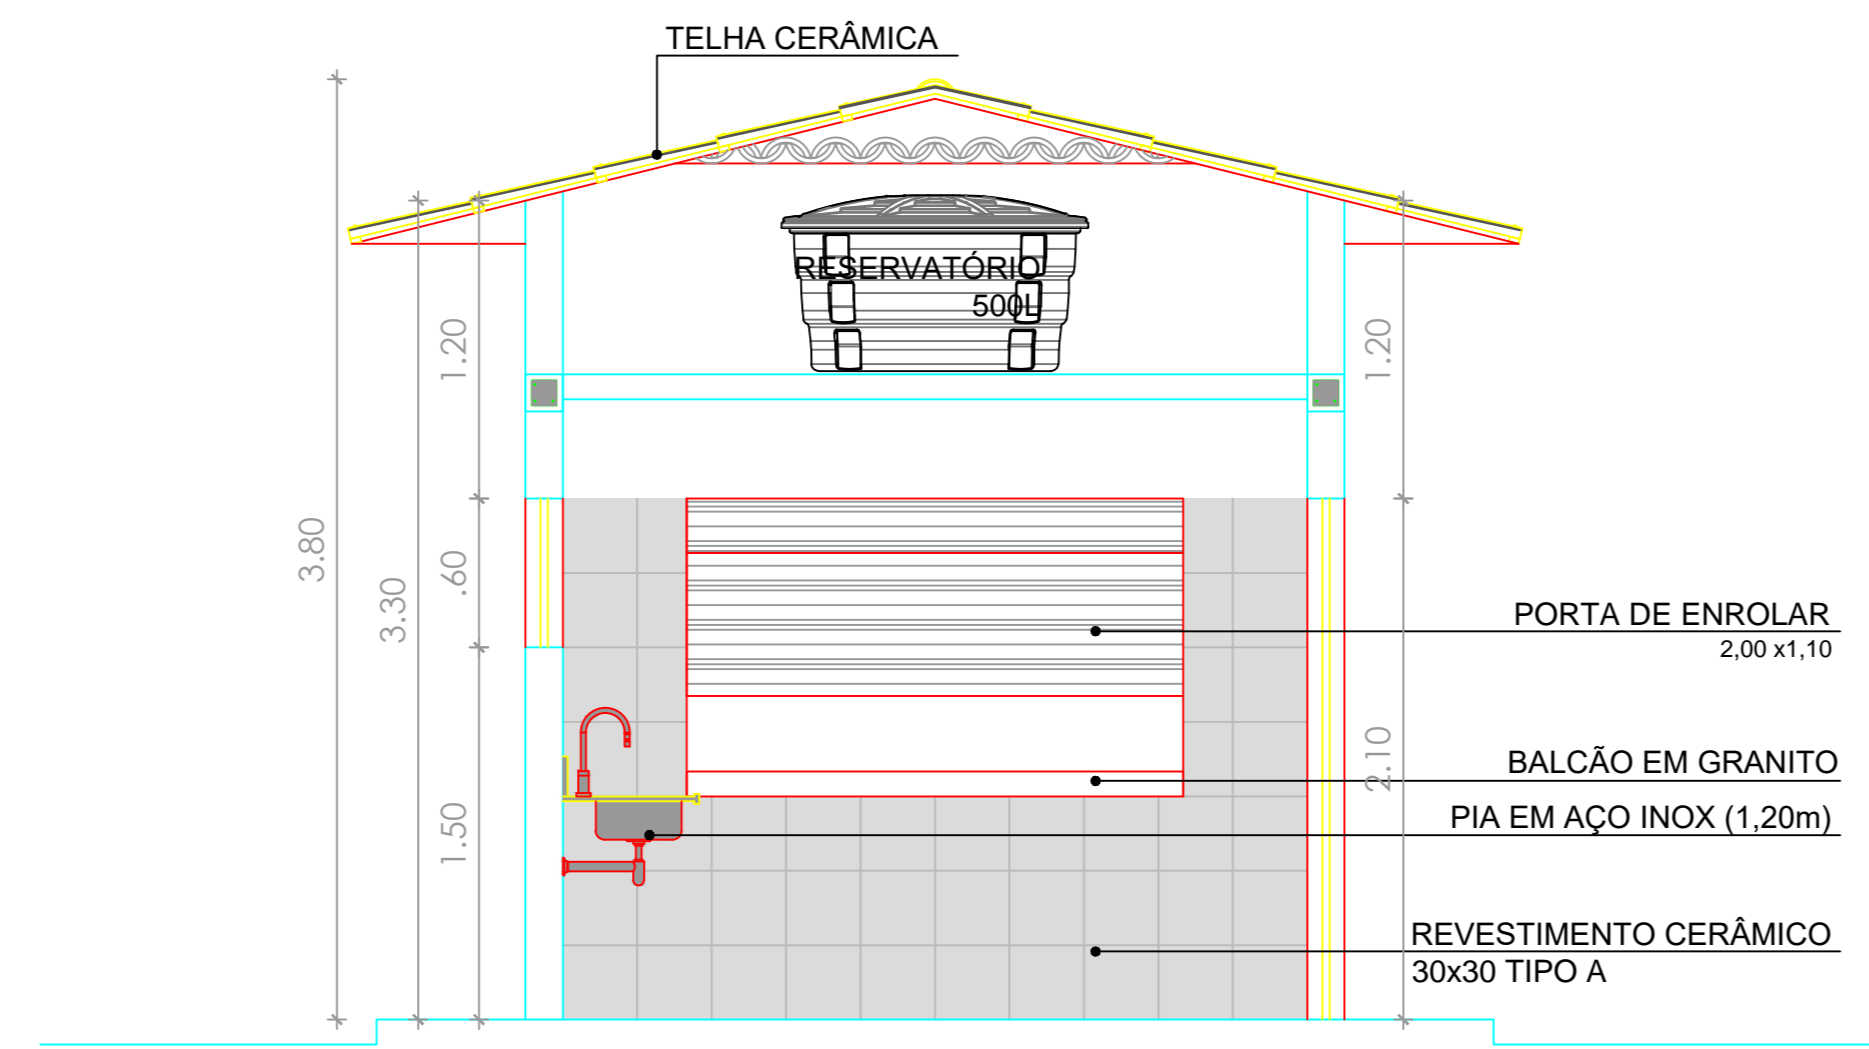 TELHA CERÂMICA
RESERVATÓRIO
500L
1.20
1.20
3.80
3.30
.60
1.50
2.10
PORTA DE ENROLAR
2,00 x1,10
BALCÃO EM GRANITO
PIA EM AÇO INOX (1,20m)
REVESTIMENTO CERÂMICO
30x30 TIPO A